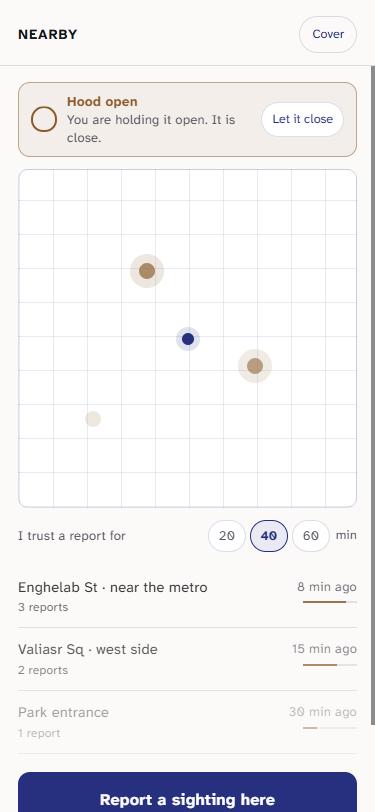 NEARBY
Cover
Hood open
You are holding it open. It is
close.
Let it close
I trust a report for
20
40
60
min
Enghelab St · near the metro
8 min ago
3 reports
Valiasr Sq · west side
15 min ago
2 reports
Park entrance
30 min ago
1 report
Report a sighting here